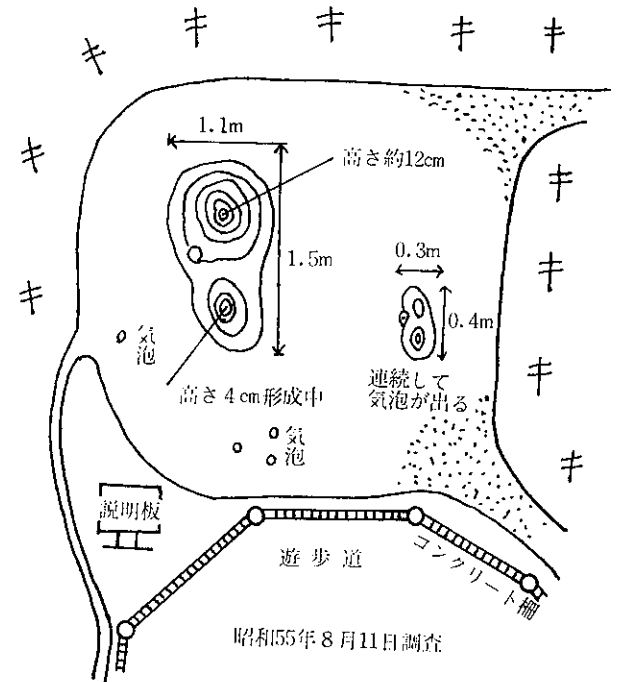 1.1m
高さ約12cm
1.5m
0.3m
0.4m
気
泡
連続して
気泡が出る
高さ4cm形成中
気
泡
説明板
遊歩道
コンクリート柵
昭和55年8月11日調査